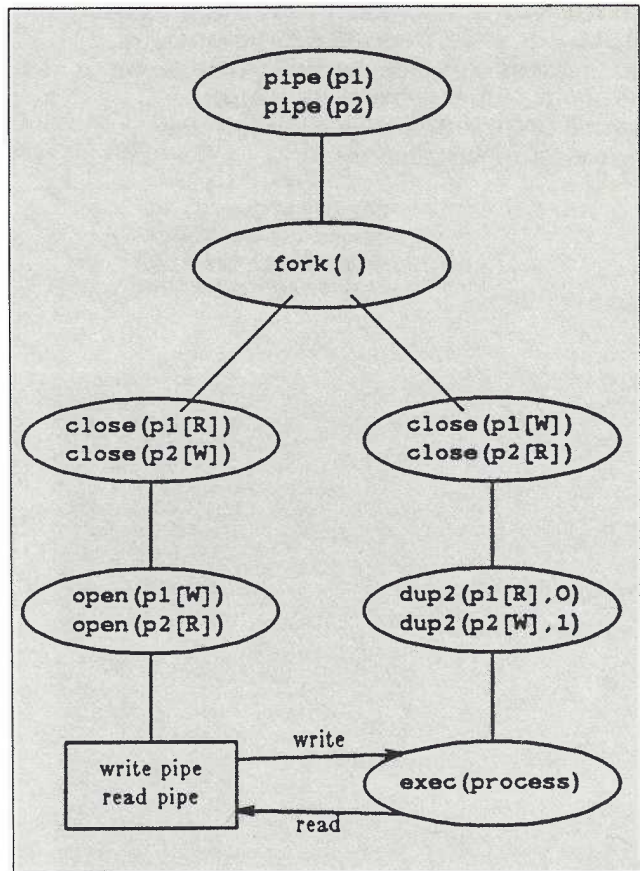 pipe(p1)
pipe(p2)
fork( )
close(p1[R])
close(p2[W])
close(p1[W])
close(p2[R])
open(p1[W])
open(p2[R])
dup2(p1[R],0)
dup2(p2[W],1)
write pipe
read pipe
write
read
exec(process)